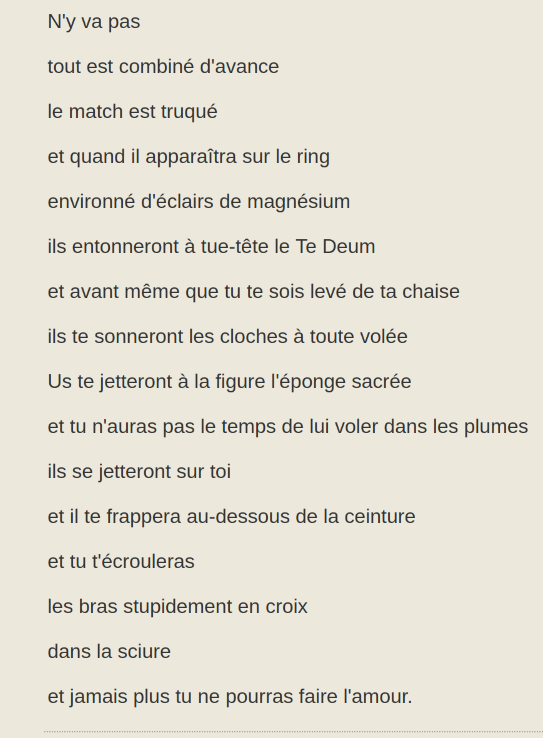 N'y va pas
tout est combiné d'avance
le match est truqué
et quand il apparaîtra sur le ring
environné d'éclairs de magnésium
ils entonneront à tue-tête le Te Deum
et avant même que tu te sois levé de ta chaise
ils te sonneront les cloches à toute volée
Us te jetteront à la figure l'éponge sacrée
et tu n'auras pas le temps de lui voler dans les plumes
ils se jetteront sur toi
et il te frappera au-dessous de la ceinture
et tu t'écrouleras
les bras stupidement en croix
dans la sciure
et jamais plus tu ne pourras faire l'amour.